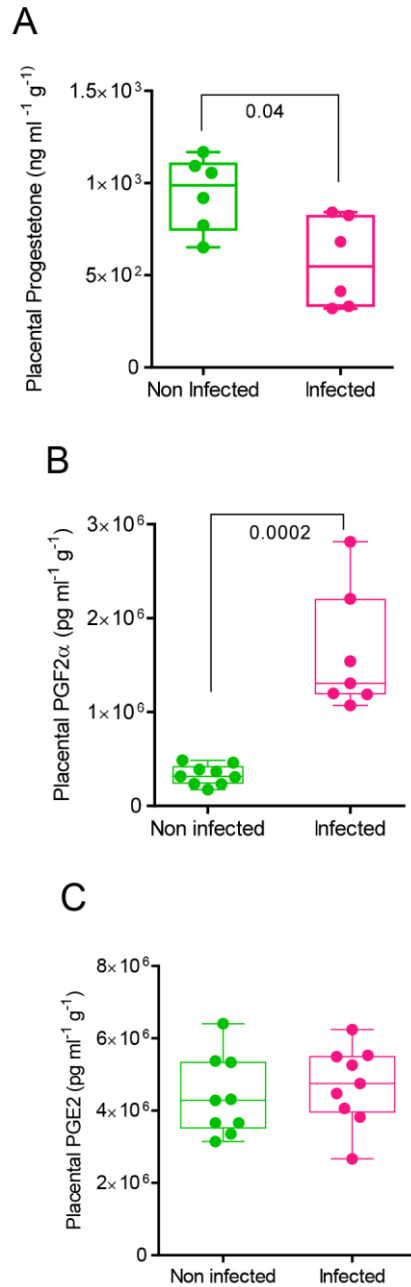 A
Placental Progestetone (ng ml⁻¹ g⁻¹)
1.5× 10³
1× 10³
5× 10²
0
0.04
Non Infected
Infected
B
Placental PGF2α (pg ml⁻¹ g⁻¹)
3× 10⁶
2× 10⁶
1× 10⁶
0
0.0002
Non infected
Infected
C
Placental PGE2 (pg ml⁻¹ g⁻¹)
8× 10⁶
6× 10⁶
4× 10⁶
2× 10⁶
0
Non infected
Infected